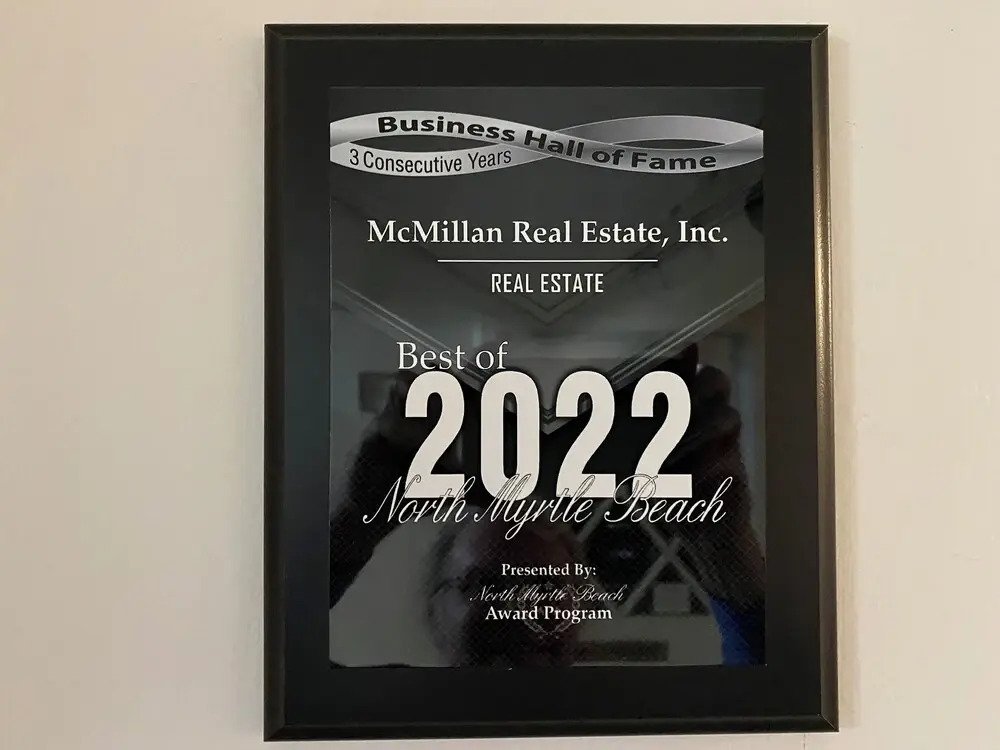 Business Hall of Fame
3 Consecutive Years
McMillan Real Estate, Inc.
REAL ESTATE
Best of
2022
North Myrtle Beach
Presented By:
North Myrtle Beach
Award Program